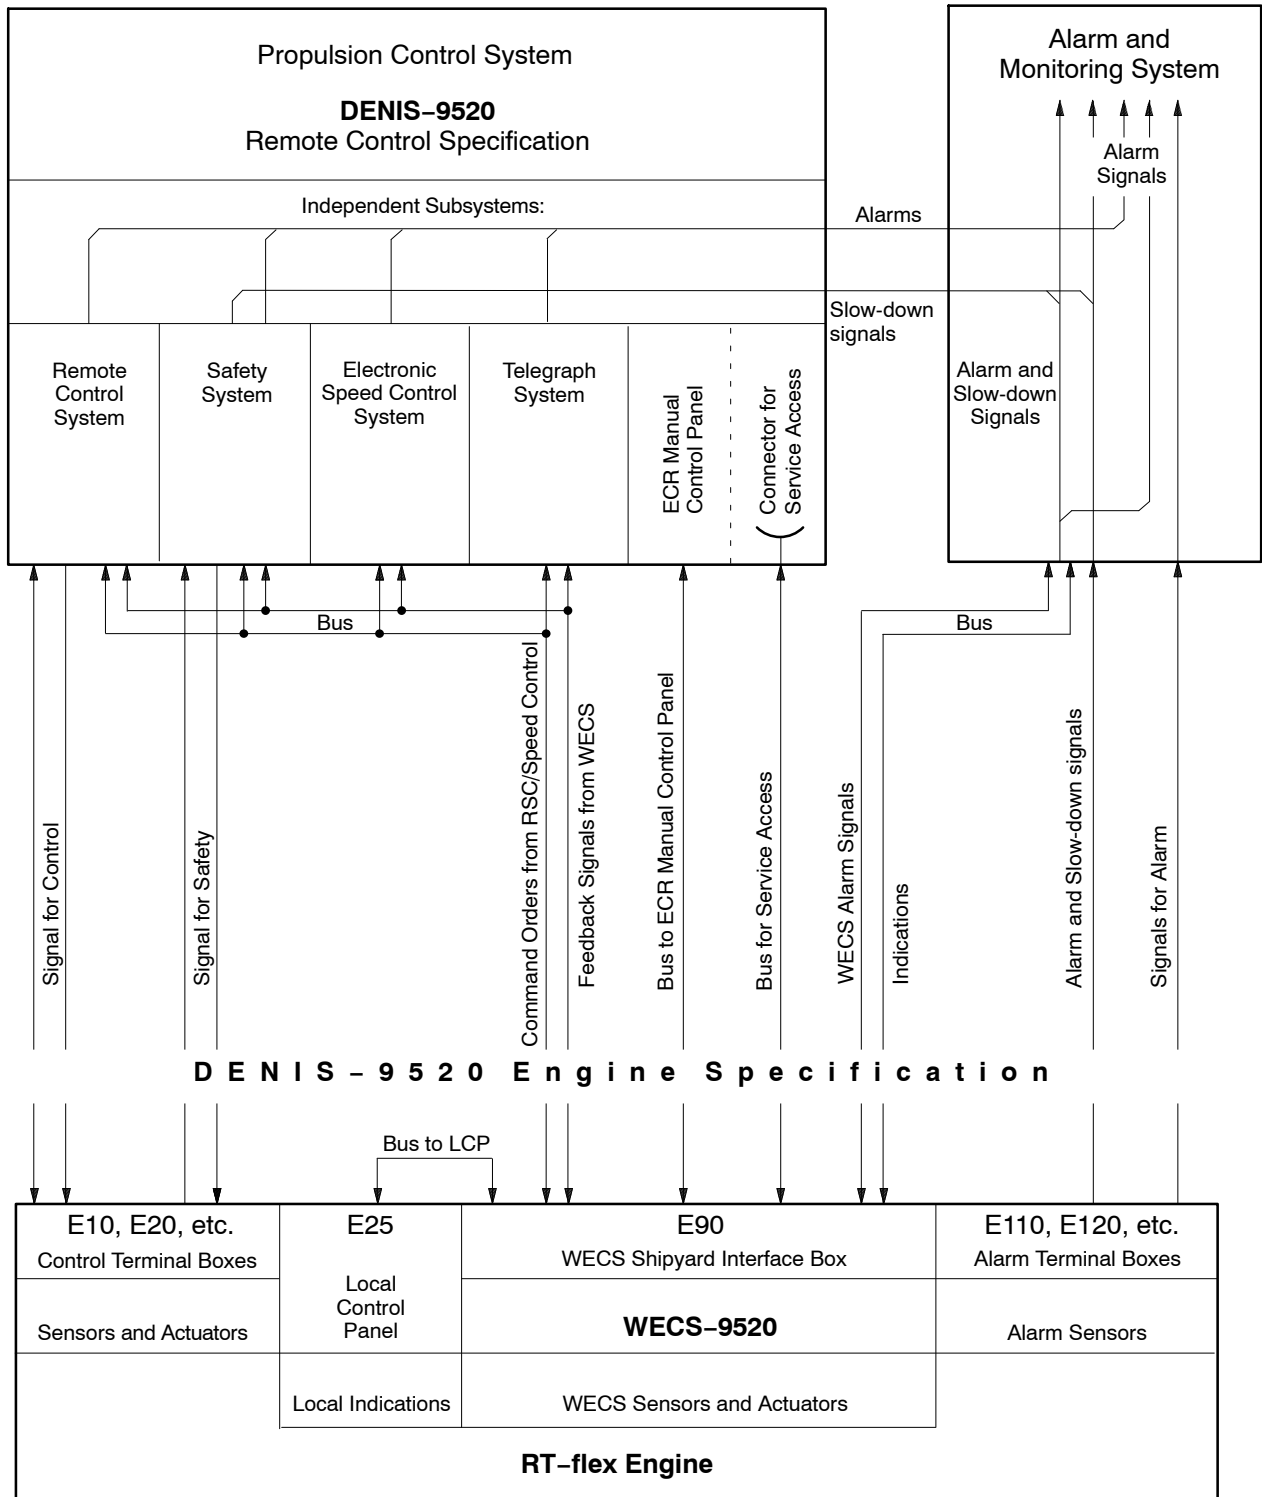 Propulsion Control System
DENIS–9520
Remote Control Specification
Independent Subsystems:
Alarm and
Monitoring System
Alarm
Signals
Alarms
Slow-down
signals
Remote
Control
System
Safety
System
Electronic
Speed Control
System
Telegraph
System
ECR Manual
Control Panel
Connector for
Service Access
Alarm and
Slow-down
Signals
Bus
Bus
Signal for Control
Signal for Safety
Command Orders from RSC/Speed Control
Feedback Signals from WECS
Bus to ECR Manual Control Panel
Bus for Service Access
WECS Alarm Signals
Indications
Alarm and Slow-down signals
Signals for Alarm
DENIS–9520 Engine Specification
Bus to LCP
E10, E20, etc.
Control Terminal Boxes
Sensors and Actuators
E25
Local
Control
Panel
Local Indications
E90
WECS Shipyard Interface Box
WECS–9520
WECS Sensors and Actuators
E110, E120, etc.
Alarm Terminal Boxes
Alarm Sensors
RT–flex Engine